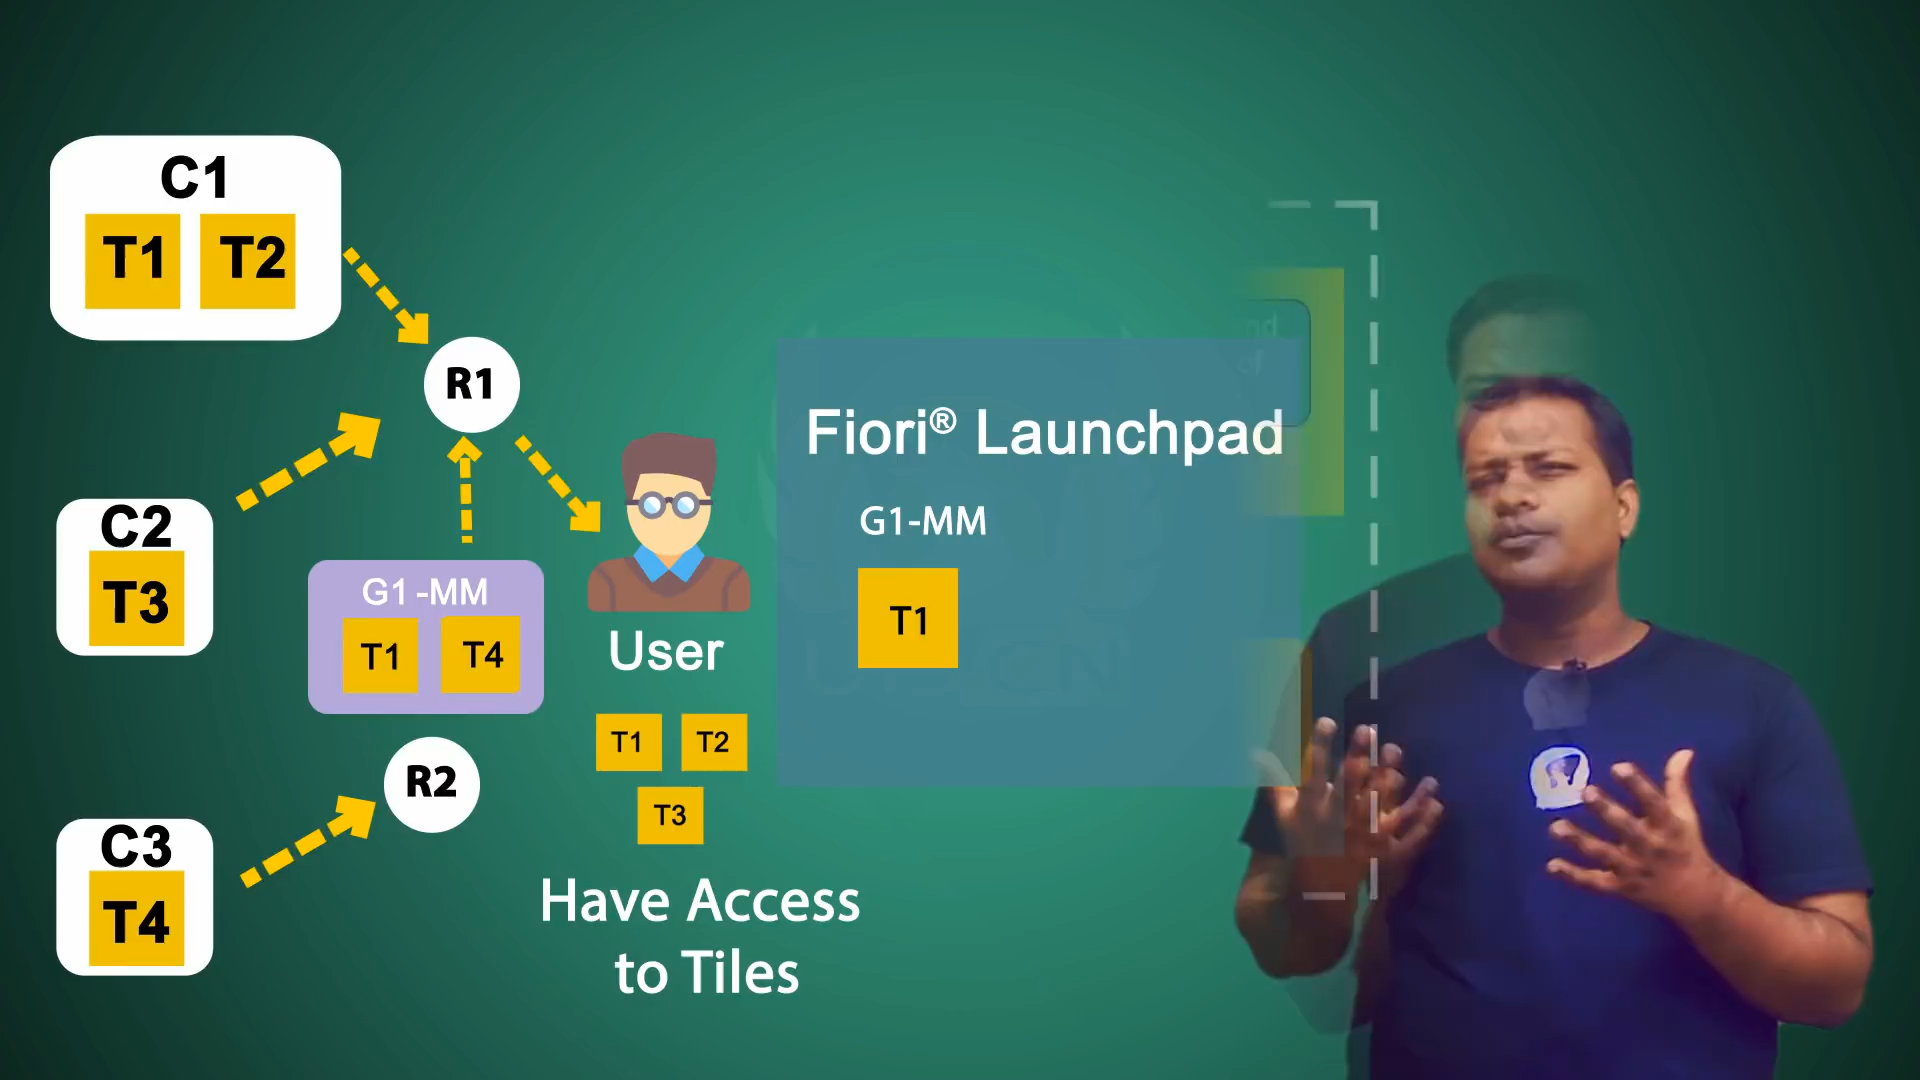 C1
T1 T2
R1
C2
T3
G1-MM
T1 T4
R2
C3
T4
User
T1 T2
T3
Have Access
to Tiles
Fiori® Launchpad
G1-MM
T1